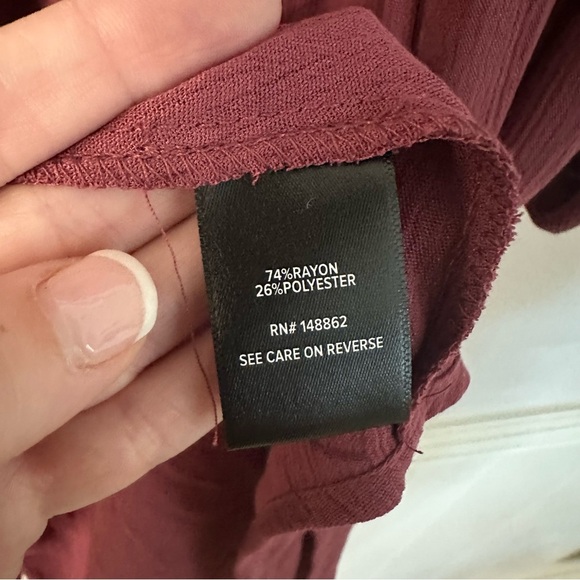 74%RAYON
26%POLYESTER
RN# 148862
SEE CARE ON REVERSE